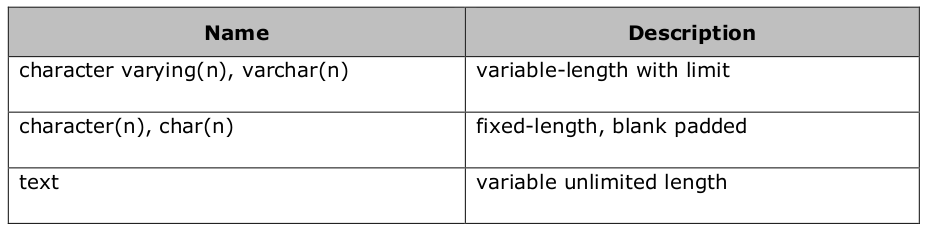 Name Description
character varying(n), varchar(n) variable-length with limit
character(n), char(n) fixed-length, blank padded
text variable unlimited length